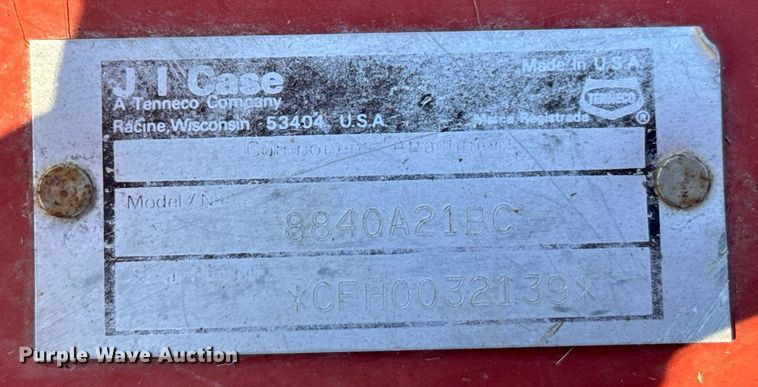 J I Case
A Tenneco Company
Racine, Wisconsin 53404 U.S.A.
Made in U.S.A.
TENNECO
Marca Registrada ®
Component/Attachment
Model/
8840A21BC
*CFH0032139*
Purple Wave Auction